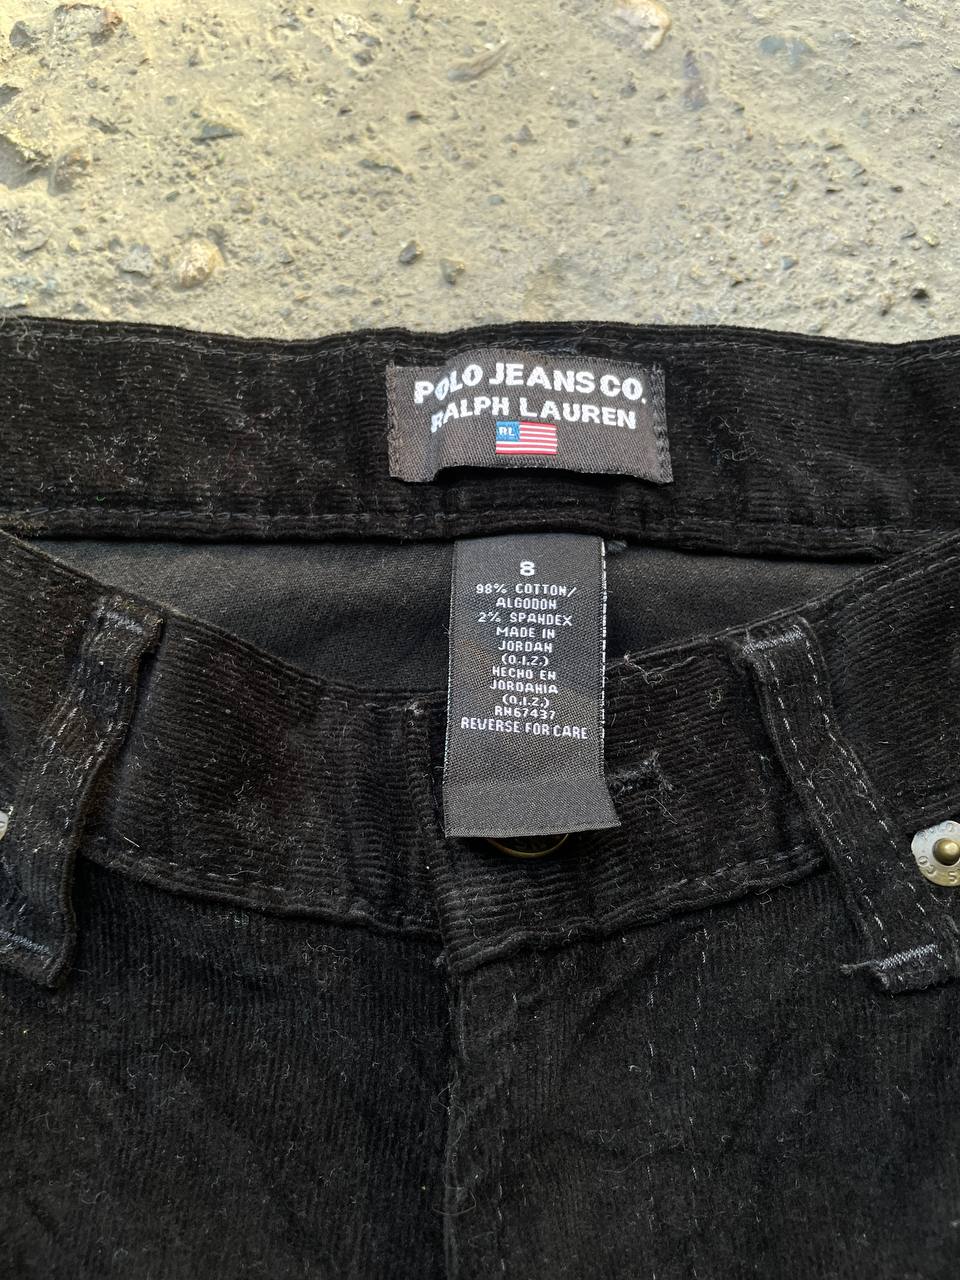 POLO JEANS CO.
RALPH LAUREN
RL
8
98% COTTON/
ALGODON
2% SPANDEX
MADE IN
JORDAN
(Q.I.Z.)
HECHO EN
JORDANIA
(Q.I.Z.)
RH67437
REVERSE FOR CARE